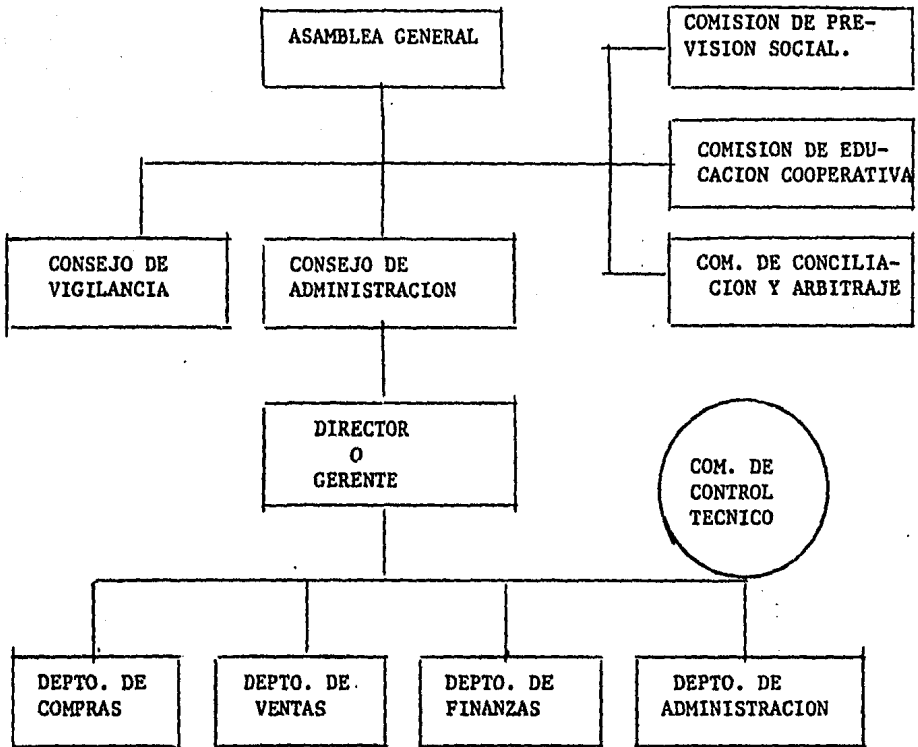 ASAMBLEA GENERAL
COMISION DE PRE-
VISION SOCIAL.
COMISION DE EDU-
CACION COOPERATIVA
CONSEJO DE
VIGILANCIA
CONSEJO DE
ADMINISTRACION
COM. DE CONCILIA-
CION Y ARBITRAJE
DIRECTOR
O
GERENTE
COM. DE
CONTROL
TECNICO
DEPTO. DE
COMPRAS
DEPTO. DE
VENTAS
DEPTO. DE
FINANZAS
DEPTO. DE
ADMINISTRACION